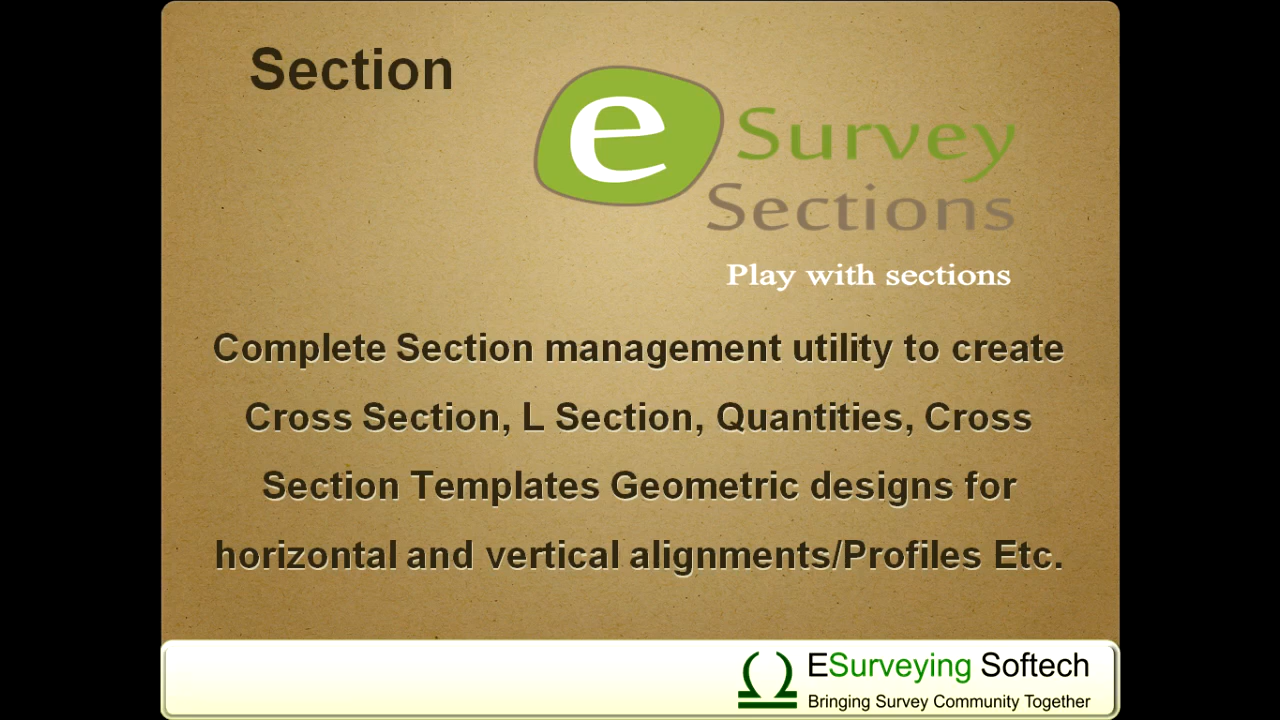 Section
e Survey
Sections
Play with sections
Complete Section management utility to create
Cross Section, L Section, Quantities, Cross
Section Templates Geometric designs for
horizontal and vertical alignments/Profiles Etc.
ESurveying Softech
Bringing Survey Community Together